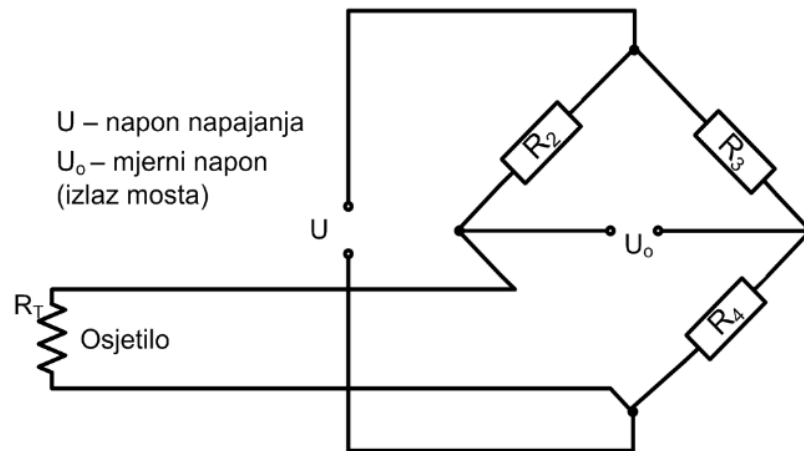 U – napon napajanja
Uₒ – mjerni napon
(izlaz mosta)
R₂
R₃
U
Uₒ
R_T
Osjetilo
R₄